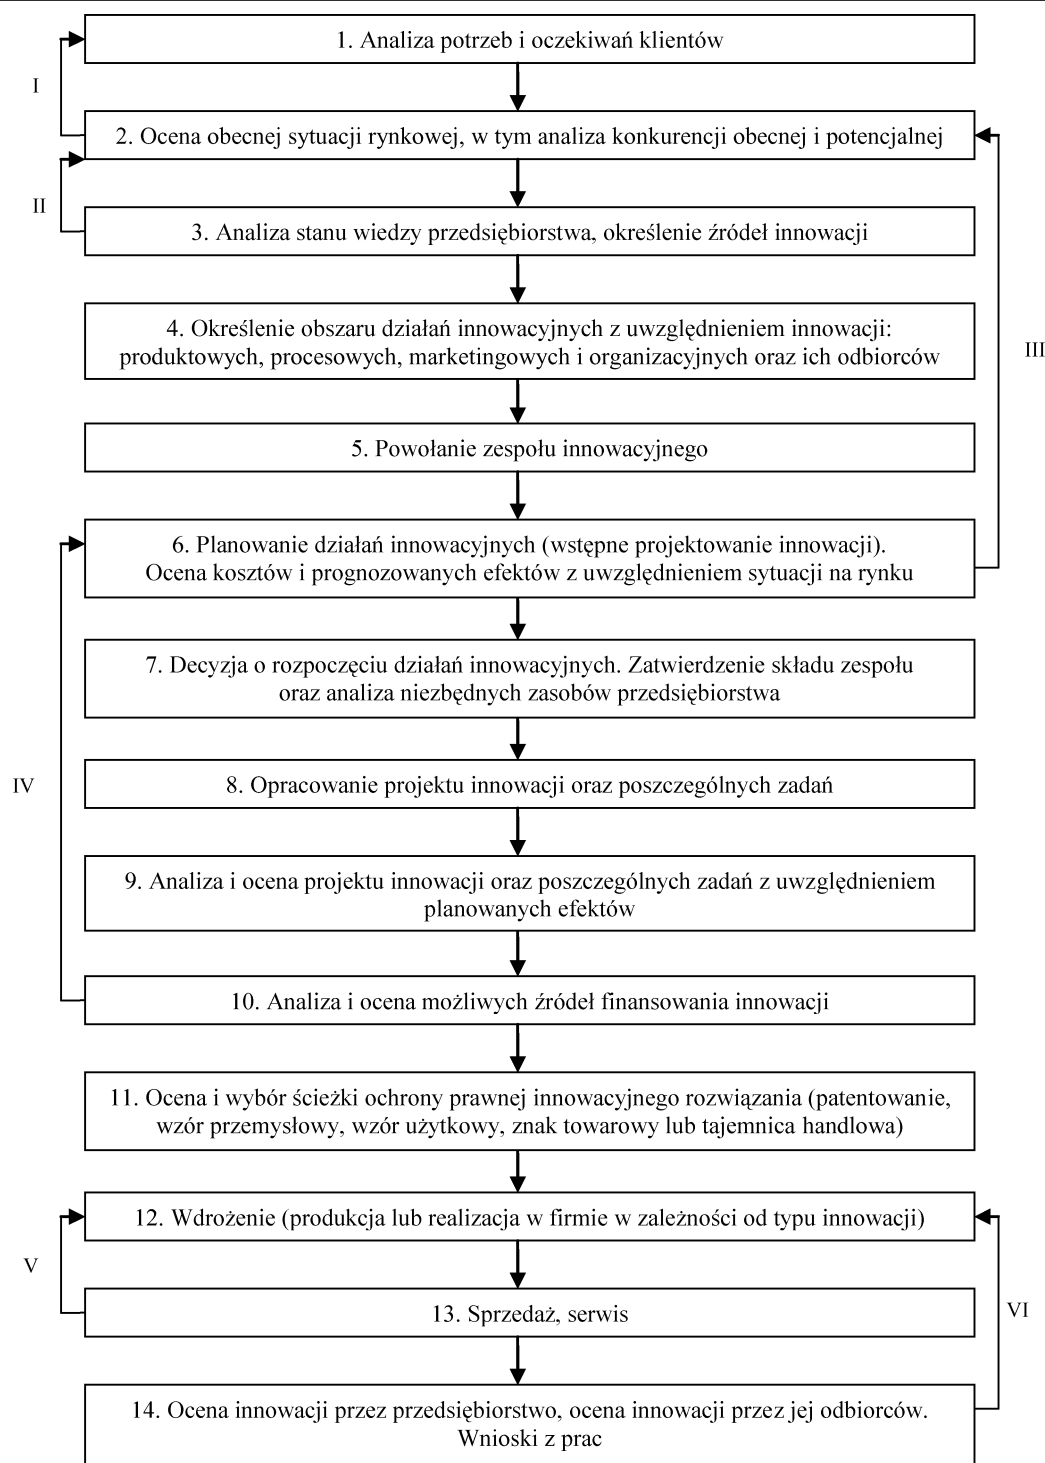 1. Analiza potrzeb i oczekiwań klientów
I
2. Ocena obecnej sytuacji rynkowej, w tym analiza konkurencji obecnej i potencjalnej
II
3. Analiza stanu wiedzy przedsiębiorstwa, określenie źródeł innowacji
4. Określenie obszaru działań innowacyjnych z uwzględnieniem innowacji:
produktowych, procesowych, marketingowych i organizacyjnych oraz ich odbiorców
III
5. Powołanie zespołu innowacyjnego
6. Planowanie działań innowacyjnych (wstępne projektowanie innowacji).
Ocena kosztów i prognozowanych efektów z uwzględnieniem sytuacji na rynku
7. Decyzja o rozpoczęciu działań innowacyjnych. Zatwierdzenie składu zespołu
oraz analiza niezbędnych zasobów przedsiębiorstwa
IV
8. Opracowanie projektu innowacji oraz poszczególnych zadań
9. Analiza i ocena projektu innowacji oraz poszczególnych zadań z uwzględnieniem
planowanych efektów
10. Analiza i ocena możliwych źródeł finansowania innowacji
11. Ocena i wybór ścieżki ochrony prawnej innowacyjnego rozwiązania (patentowanie,
wzór przemysłowy, wzór użytkowy, znak towarowy lub tajemnica handlowa)
12. Wdrożenie (produkcja lub realizacja w firmie w zależności od typu innowacji)
V
13. Sprzedaż, serwis
VI
14. Ocena innowacji przez przedsiębiorstwo, ocena innowacji przez jej odbiorców.
Wnioski z prac